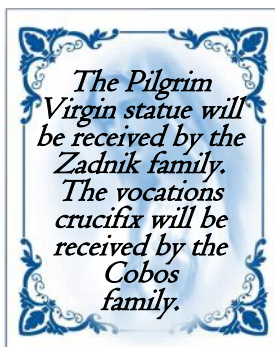 The Pilgrim
Virgin statue will
be received by the
Zadnik family.
The vocations
crucifix will be
received by the
Cobos
family.